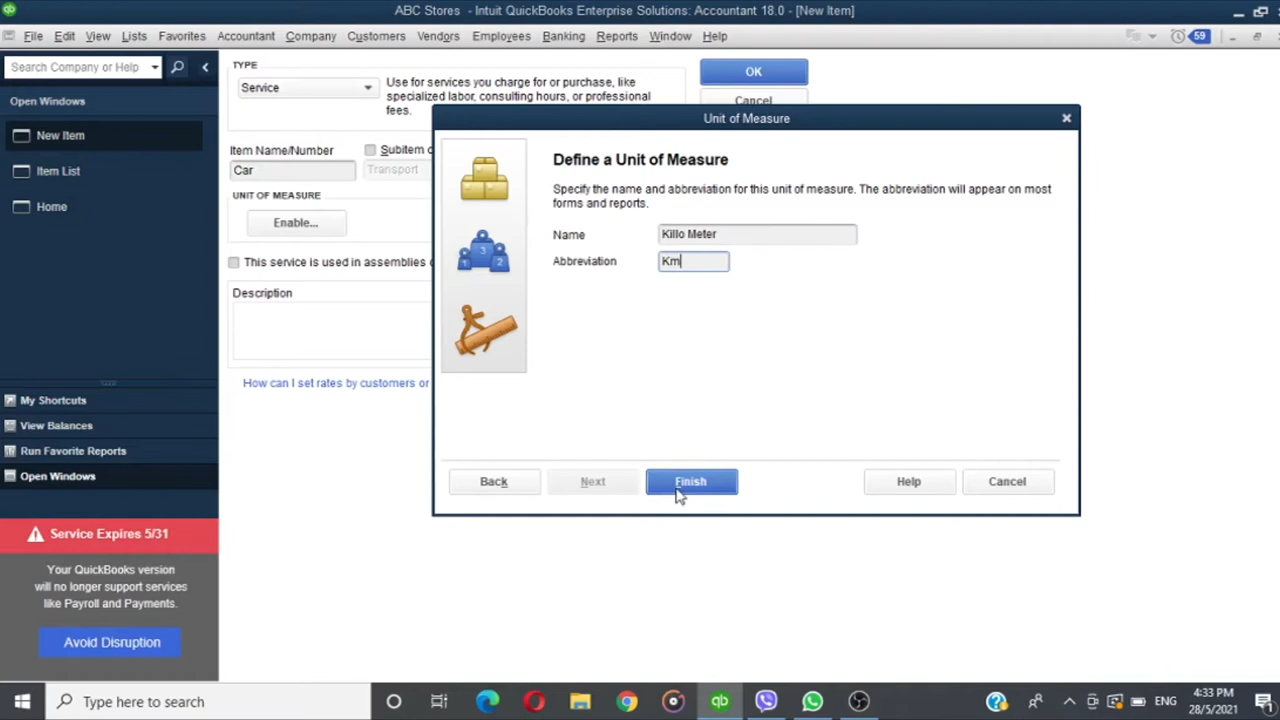 ABC Stores - Intuit QuickBooks Enterprise Solutions: Accountant 18.0 - [New Item]
File Edit View Lists Favorites Accountant Company Customers Vendors Employees Banking Reports Window Help
59
Search Company or Help
Open Windows
New Item
Item List
Home
My Shortcuts
View Balances
Run Favorite Reports
Open Windows
Service Expires 5/31
Your QuickBooks version
will no longer support services
like Payroll and Payments.
Avoid Disruption
TYPE
Service
Use for services you charge for or purchase, like
specialized labor, consulting hours, or professional
fees.
OK
Cancel
Item Name/Number
Subitem o
Car
Transport
UNIT OF MEASURE
Enable...
This service is used in assemblies o
Description
How can I set rates by customers or
Unit of Measure
Define a Unit of Measure
Specify the name and abbreviation for this unit of measure. The abbreviation will appear on most
forms and reports.
Name Killo Meter
Abbreviation Km
1 3 2
Back Next Finish Help Cancel
Type here to search
qb
ENG
4:33 PM
28/5/2021